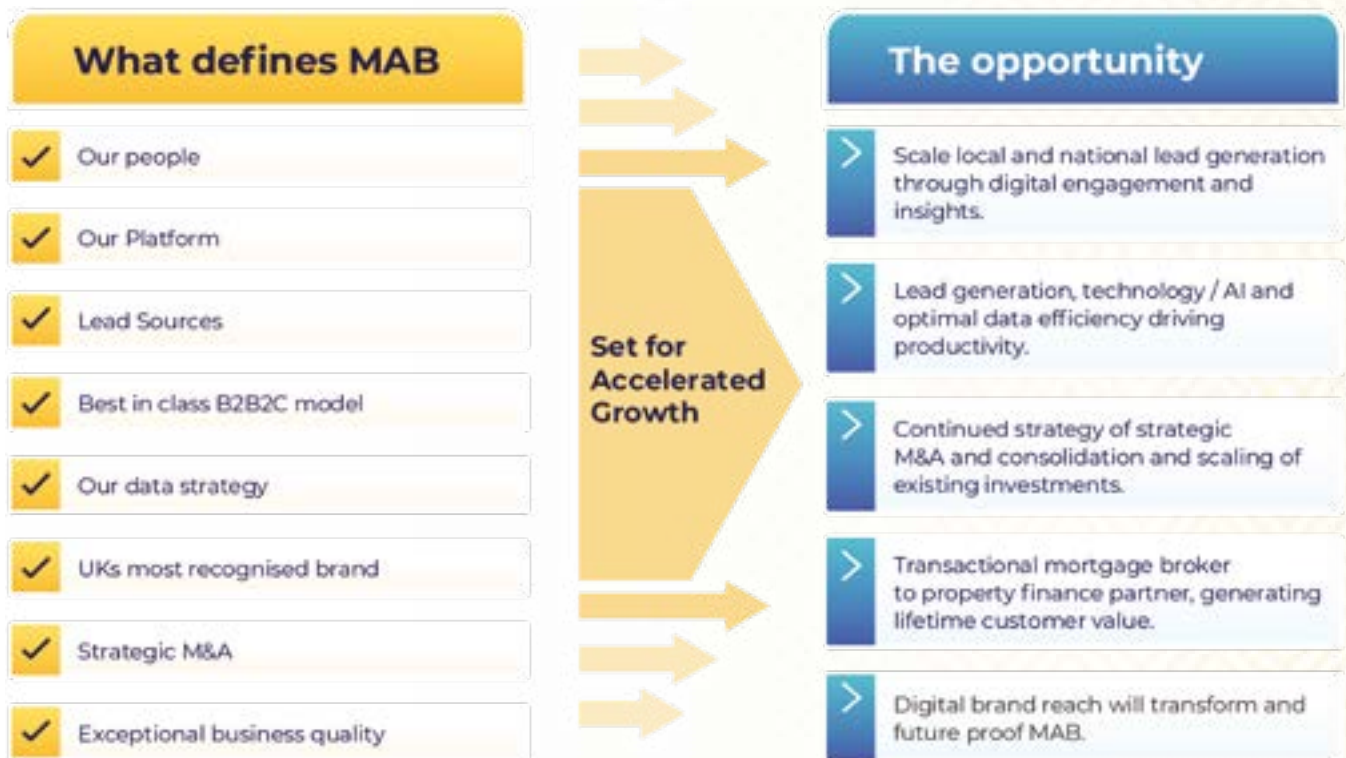 What defines MAB
Our people
Our Platform
Lead Sources
Best in class B2B2C model
Our data strategy
UKs most recognised brand
Strategic M&A
Exceptional business quality
Set for
Accelerated
Growth
The opportunity
Scale local and national lead generation
through digital engagement and
insights.
Lead generation, technology / AI and
optimal data efficiency driving
productivity.
Continued strategy of strategic
M&A and consolidation and scaling of
existing investments.
Transactional mortgage broker
to property finance partner, generating
lifetime customer value.
Digital brand reach will transform and
future proof MAB.